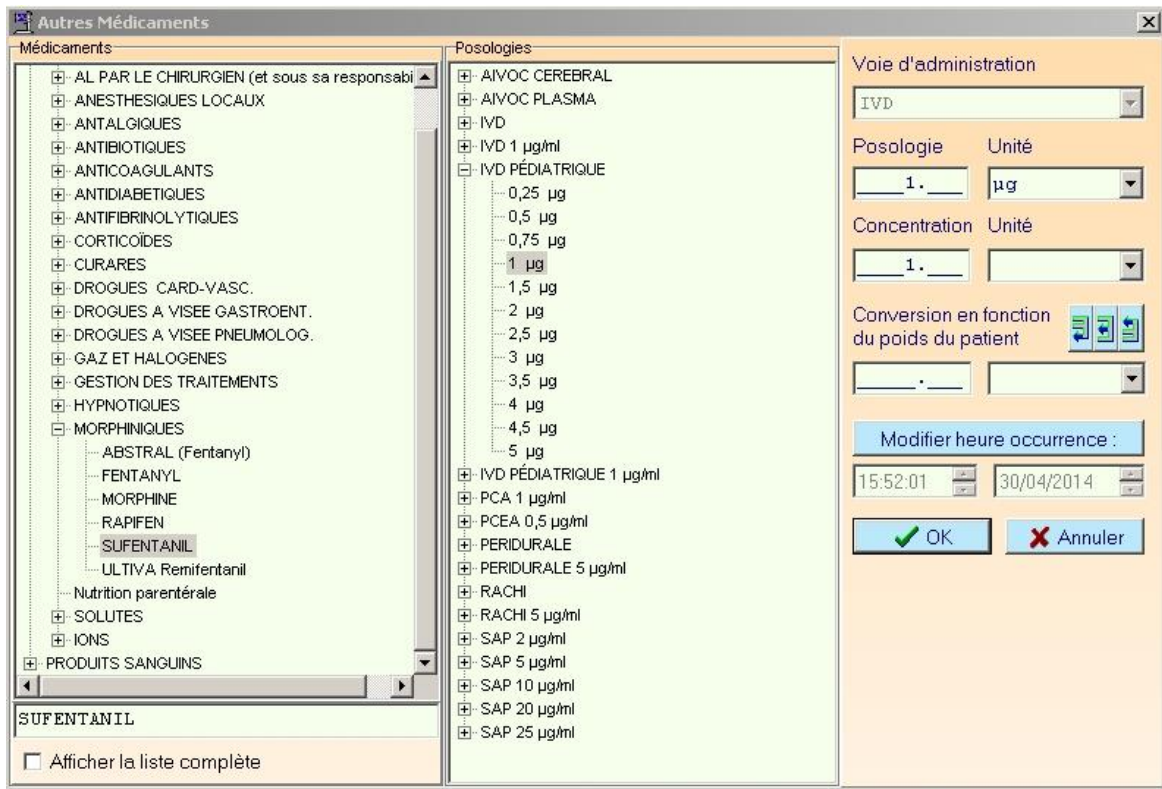 Autres Médicaments
Médicaments
AL PAR LE CHIRURGIEN (et sous sa responsabi
ANESTHESIQUES LOCAUX
ANTALGIQUES
ANTIBIOTIQUES
ANTICOAGULANTS
ANTIDIABETIQUES
ANTIFIBRINOLYTIQUES
CORTICOÏDES
CURARES
DROGUES CARD-VASC.
DROGUES A VISEE GASTROENT.
DROGUES A VISEE PNEUMOLOG.
GAZ ET HALOGENES
GESTION DES TRAITEMENTS
HYPNOTIQUES
MORPHINIQUES
ABSTRAL (Fentanyl)
FENTANYL
MORPHINE
RAPIFEN
SUFENTANIL
ULTIVA Remifentanil
Nutrition parentérale
SOLUTES
IONS
PRODUITS SANGUINS
SUFENTANIL
Afficher la liste complète
Posologies
AIVOC CEREBRAL
AIVOC PLASMA
IVD
IVD 1 µg/ml
IVD PÉDIATRIQUE
0,25 µg
0,5 µg
0,75 µg
1 µg
1,5 µg
2 µg
2,5 µg
3 µg
3,5 µg
4 µg
4,5 µg
5 µg
IVD PÉDIATRIQUE 1 µg/ml
PCA 1 µg/ml
PCEA 0,5 µg/ml
PERIDURALE
PERIDURALE 5 µg/ml
RACHI
RACHI 5 µg/ml
SAP 2 µg/ml
SAP 5 µg/ml
SAP 10 µg/ml
SAP 20 µg/ml
SAP 25 µg/ml
Voie d'administration
IVD
Posologie Unité
____1.___ µg
Concentration Unité
____1.___
Conversion en fonction
du poids du patient
_____.___
Modifier heure occurrence :
15:52:01 30/04/2014
OK Annuler